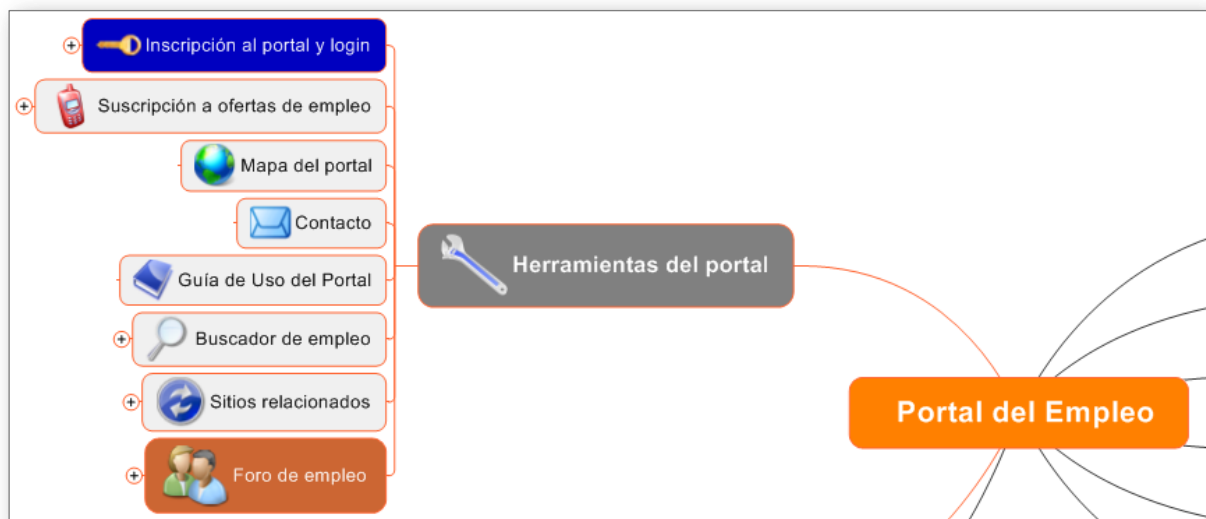 Inscripción al portal y login
Suscripción a ofertas de empleo
Mapa del portal
Contacto
Guía de Uso del Portal
Buscador de empleo
Sitios relacionados
Foro de empleo
Herramientas del portal
Portal del Empleo